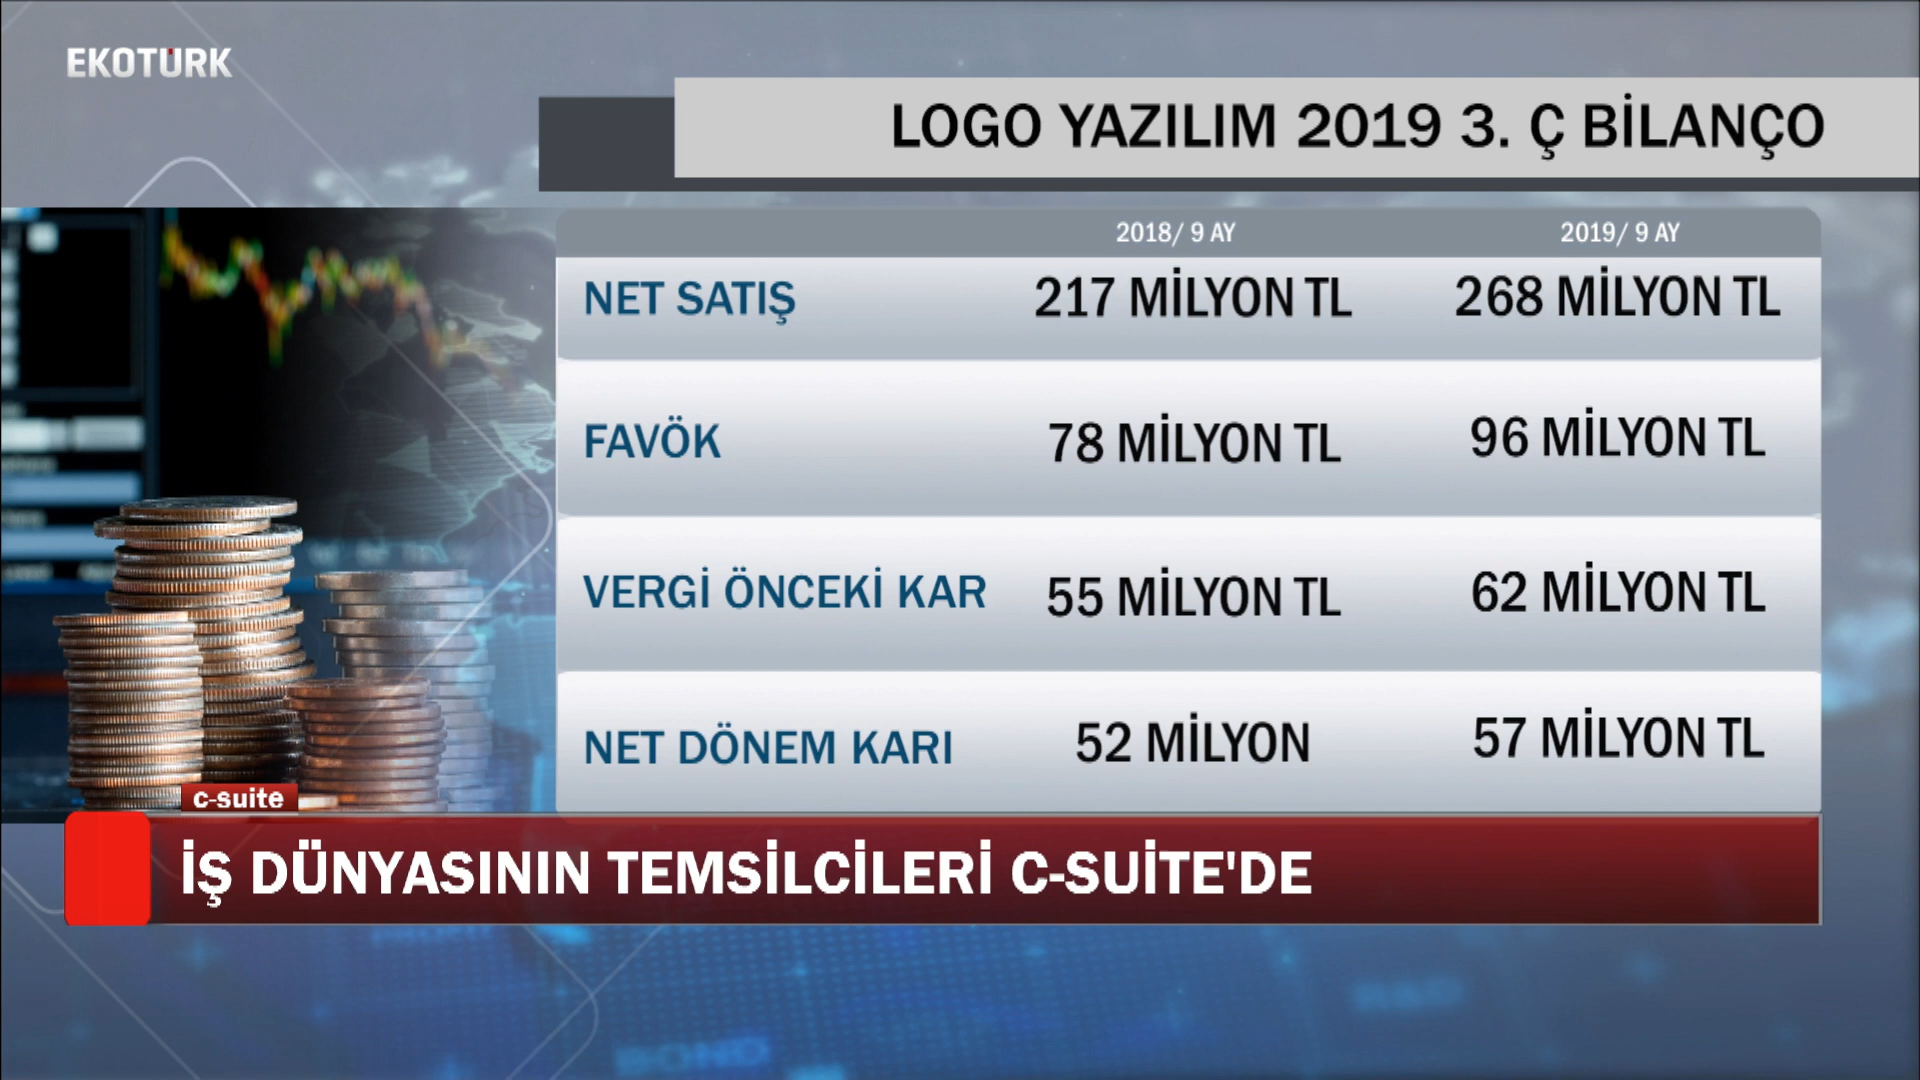 EKOTÜRK
LOGO YAZILIM 2019 3. Ç BİLANÇO
2018/ 9 AY 2019/ 9 AY
NET SATIŞ 217 MİLYON TL 268 MİLYON TL
FAVÖK 78 MİLYON TL 96 MİLYON TL
VERGİ ÖNCEKİ KAR 55 MİLYON TL 62 MİLYON TL
NET DÖNEM KARI 52 MİLYON 57 MİLYON TL
c-suite
İŞ DÜNYASININ TEMSİLCİLERİ C-SUİTE'DE
BOND